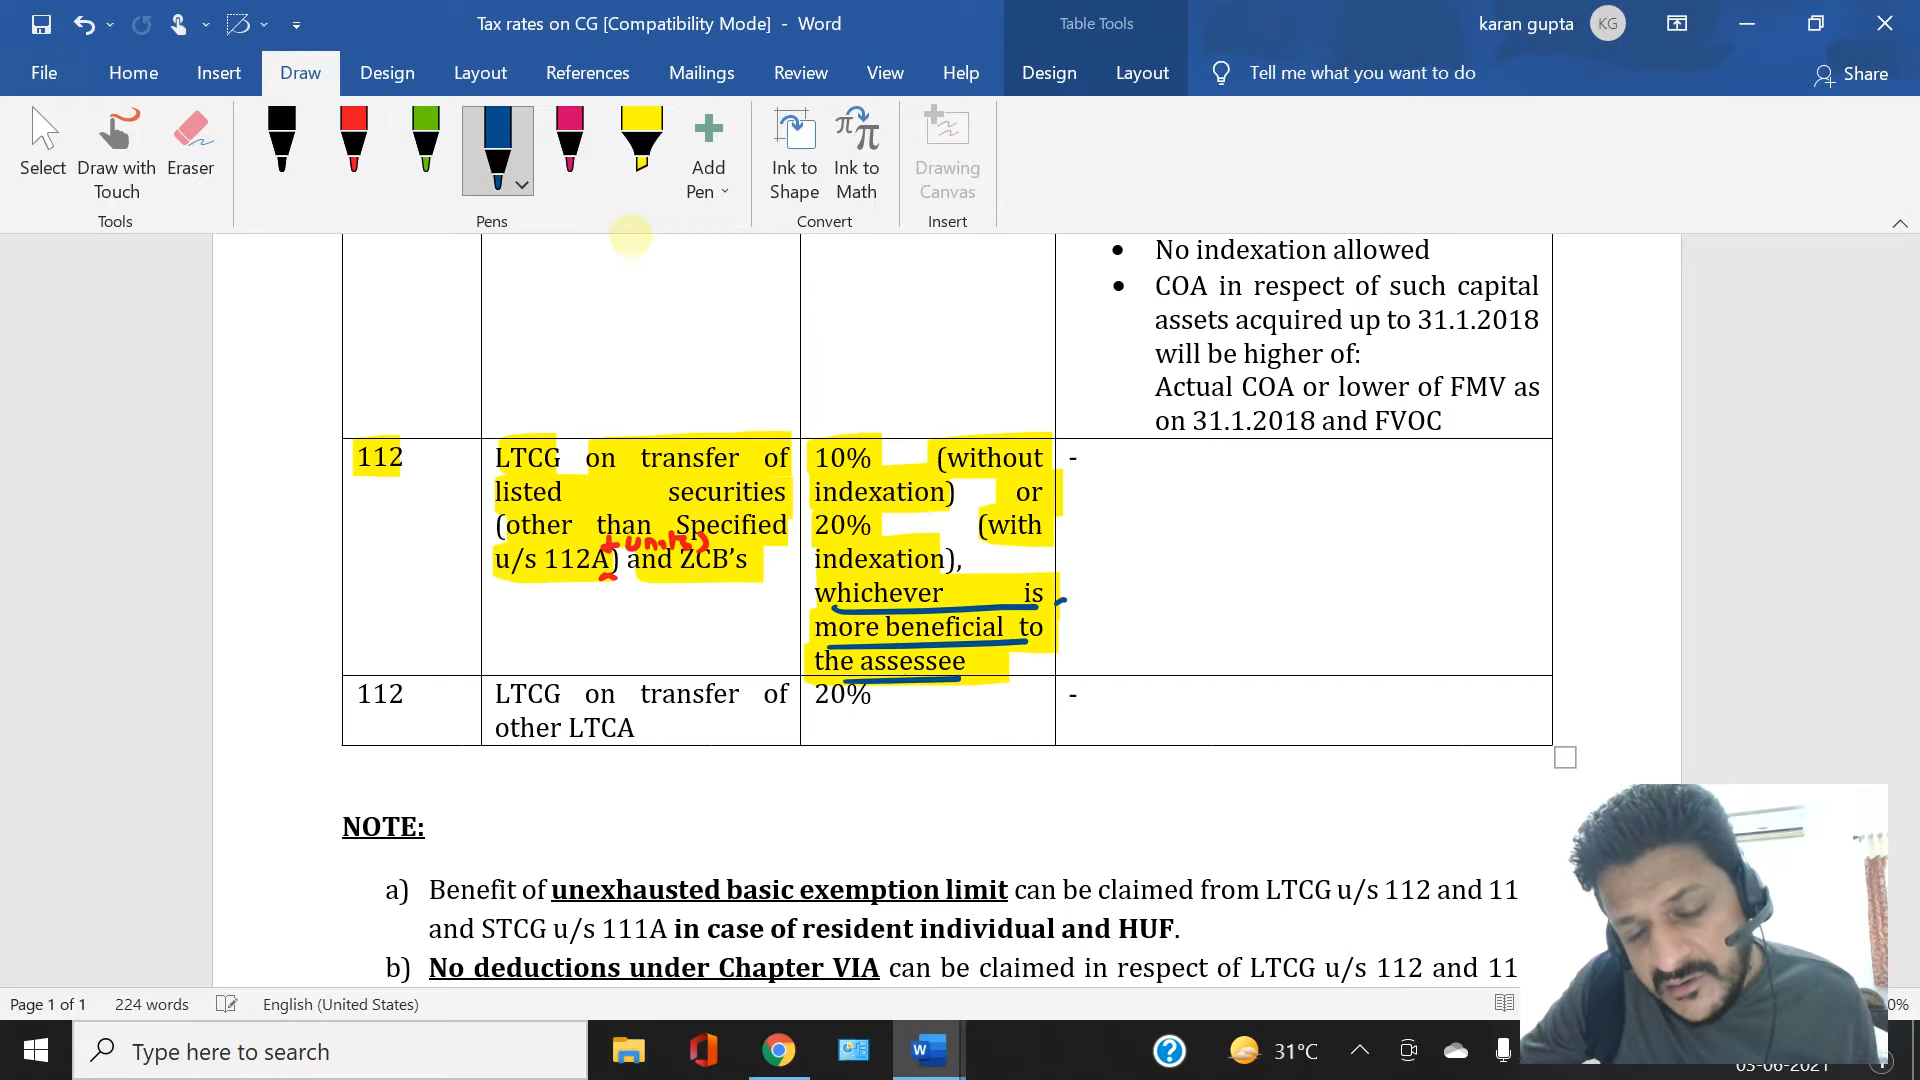 Tax rates on CG [Compatibility Mode] - Word
Table Tools
karan gupta
KG
File
Home
Insert
Draw
Design
Layout
References
Mailings
Review
View
Help
Design
Layout
Tell me what you want to do
Share
Select
Draw with
Touch
Eraser
Add
Pen
Ink to
Shape
Ink to
Math
Drawing
Canvas
Tools
Pens
Convert
Insert
• No indexation allowed
• COA in respect of such capital
assets acquired up to 31.1.2018
will be higher of:
Actual COA or lower of FMV as
on 31.1.2018 and FVOC
112
LTCG on transfer of
listed securities
(other than Specified
+ units)
u/s 112A) and ZCB's
10% (without
indexation) or
20% (with
indexation),
whichever is
more beneficial to
the assessee
-
112
LTCG on transfer of
other LTCA
20%
-
NOTE:
a) Benefit of unexhausted basic exemption limit can be claimed from LTCG u/s 112 and 11
and STCG u/s 111A in case of resident individual and HUF.
b) No deductions under Chapter VIA can be claimed in respect of LTCG u/s 112 and 11
Page 1 of 1
224 words
English (United States)
0%
Type here to search
31°C
03-06-2021